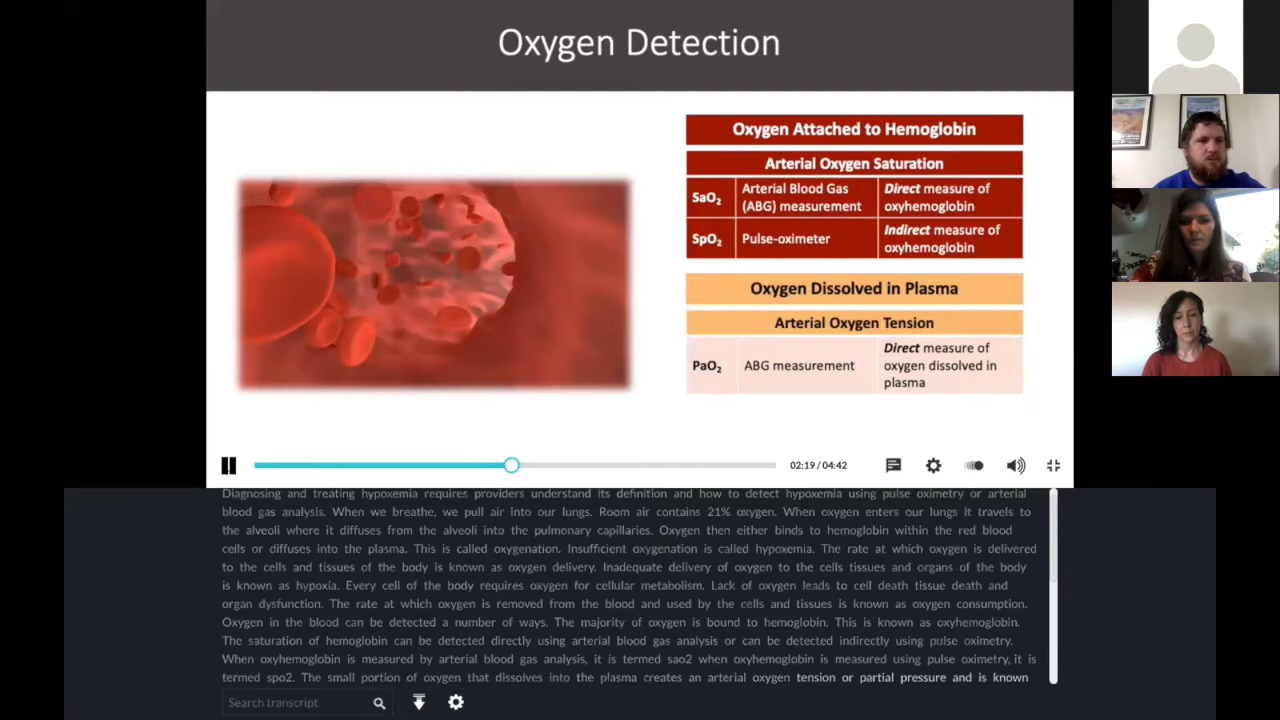 Oxygen Detection
Oxygen Attached to Hemoglobin
Arterial Oxygen Saturation
SaO₂ Arterial Blood Gas (ABG) measurement Direct measure of oxyhemoglobin
SpO₂ Pulse-oximeter Indirect measure of oxyhemoglobin
Oxygen Dissolved in Plasma
Arterial Oxygen Tension
PaO₂ ABG measurement Direct measure of oxygen dissolved in plasma
02:19 / 04:42
Diagnosing and treating hypoxemia requires providers understand its definition and how to detect hypoxemia using pulse oximetry or arterial
blood gas analysis. When we breathe, we pull air into our lungs. Room air contains 21% oxygen. When oxygen enters our lungs it travels to
the alveoli where it diffuses from the alveoli into the pulmonary capillaries. Oxygen then either binds to hemoglobin within the red blood
cells or diffuses into the plasma. This is called oxygenation. Insufficient oxygenation is called hypoxemia. The rate at which oxygen is delivered
to the cells and tissues of the body is known as oxygen delivery. Inadequate delivery of oxygen to the cells tissues and organs of the body
is known as hypoxia. Every cell of the body requires oxygen for cellular metabolism. Lack of oxygen leads to cell death tissue death and
organ dysfunction. The rate at which oxygen is removed from the blood and used by the cells and tissues is known as oxygen consumption.
Oxygen in the blood can be detected a number of ways. The majority of oxygen is bound to hemoglobin. This is known as oxyhemoglobin.
The saturation of hemoglobin can be detected directly using arterial blood gas analysis or can be detected indirectly using pulse oximetry.
When oxyhemoglobin is measured by arterial blood gas analysis, it is termed sao2 when oxyhemoglobin is measured using pulse oximetry, it is
termed spo2. The small portion of oxygen that dissolves into the plasma creates an arterial oxygen tension or partial pressure and is known
Search transcript